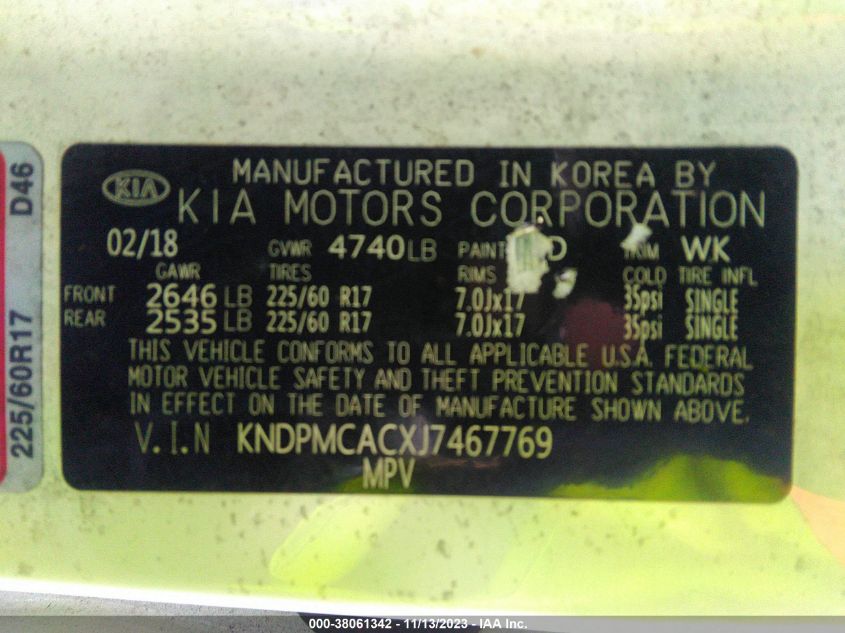 MANUFACTURED IN KOREA BY
KIA KIA MOTORS CORPORATION
02/18 GVWR 4740LB PAINT D TRIM WK
GAWR TIRES RIMS COLD TIRE INFL
FRONT 2646 LB 225/60 R17 7.0Jx17 35psi SINGLE
REAR 2535 LB 225/60 R17 7.0Jx17 35psi SINGLE
THIS VEHICLE CONFORMS TO ALL APPLICABLE U.S.A. FEDERAL
MOTOR VEHICLE SAFETY AND THEFT PREVENTION STANDARDS
IN EFFECT ON THE DATE OF MANUFACTURE SHOWN ABOVE.
V.I.N KNDPMCACXJ7467769
MPV
225/60R17 D46
000-38061342 - 11/13/2023 - IAA Inc.